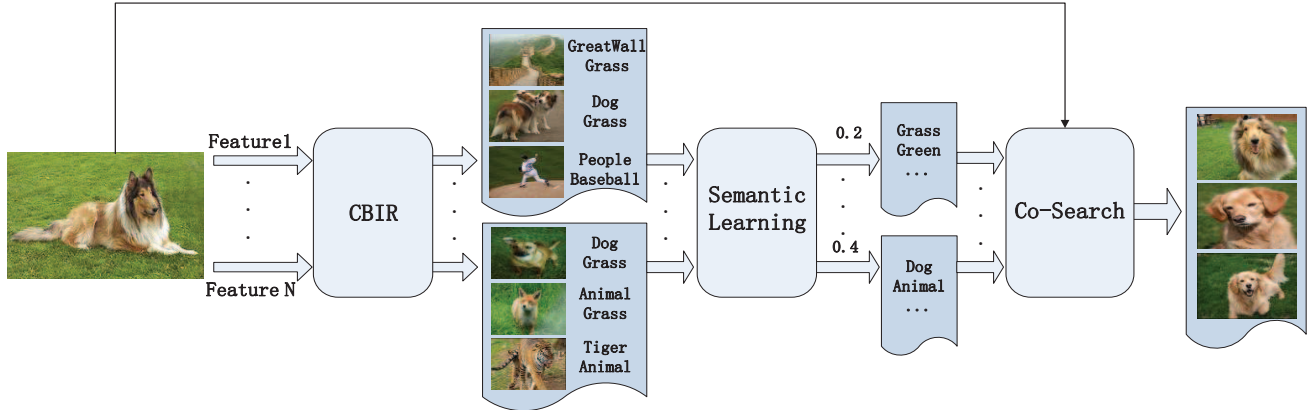 Feature1
Feature N
CBIR
GreatWall
Grass
Dog
Grass
People
Baseball
Dog
Grass
Animal
Grass
Tiger
Animal
Semantic
Learning
0.2
0.4
Grass
Green
...
Dog
Animal
...
Co-Search